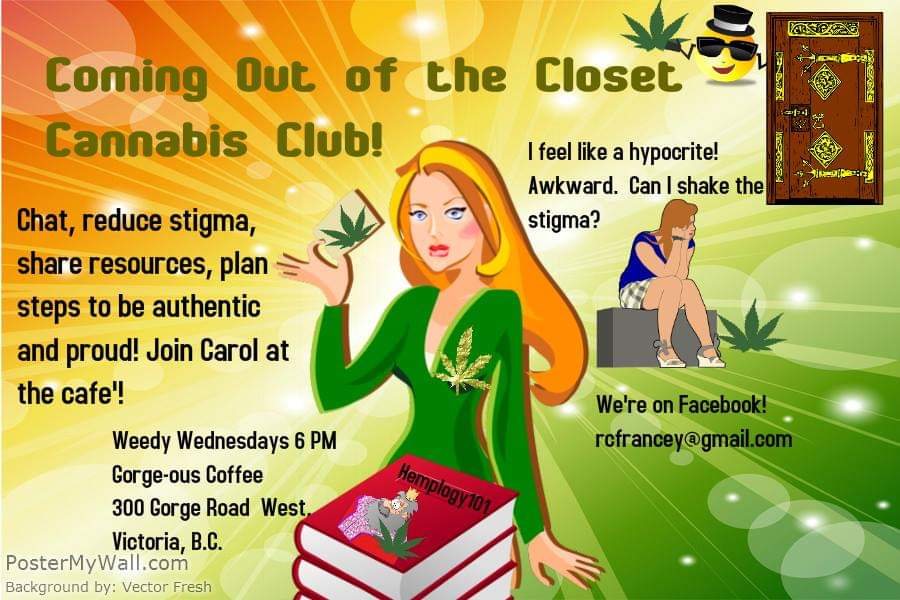 Coming Out of the Closet
Cannabis Club!
I feel like a hypocrite!
Awkward. Can I shake the
stigma?
Chat, reduce stigma,
share resources, plan
steps to be authentic
and proud! Join Carol at
the cafe'!
We're on Facebook!
rcfrancey@gmail.com
Weedy Wednesdays 6 PM
Gorge-ous Coffee
300 Gorge Road West,
Victoria, B.C.
Hemplogy101
PosterMyWall.com
Background by: Vector Fresh